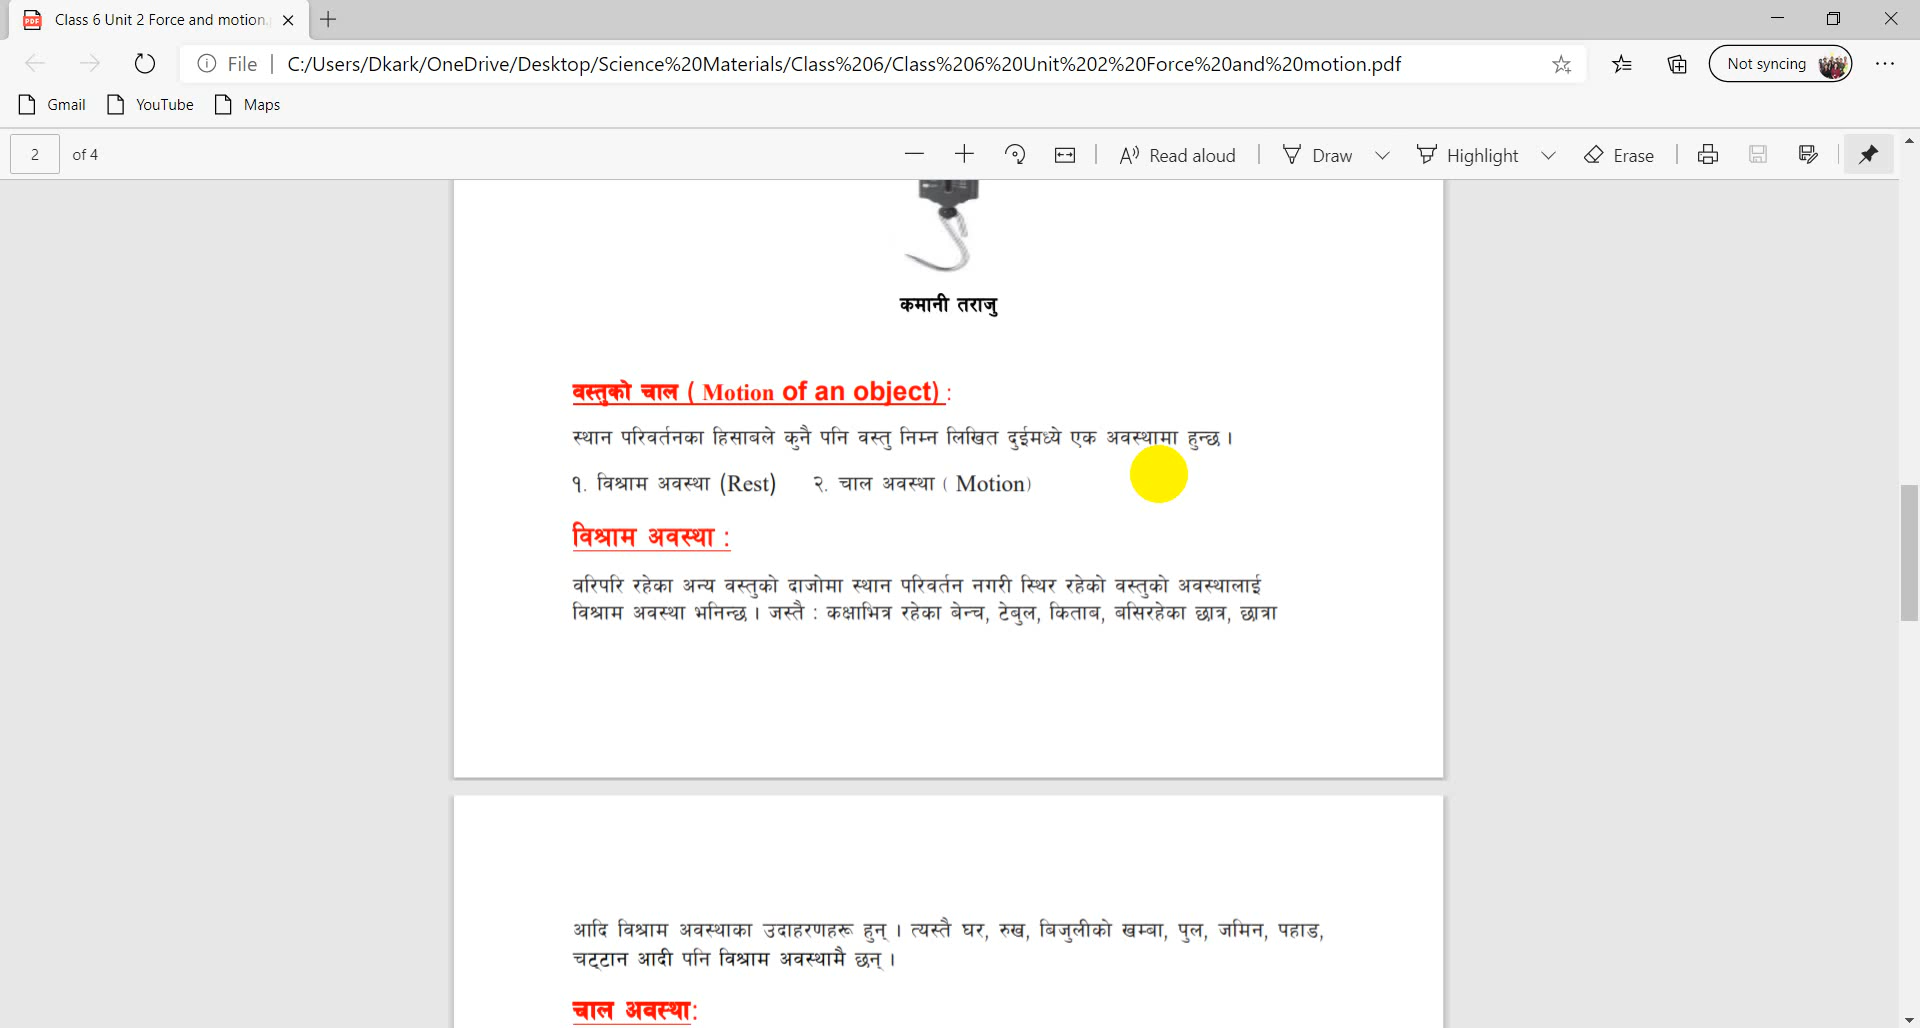 Class 6 Unit 2 Force and motion.
File C:/Users/Dkark/OneDrive/Desktop/Science%20Materials/Class%206/Class%206%20Unit%202%20Force%20and%20motion.pdf Not syncing
Gmail YouTube Maps
2 of 4 Read aloud Draw Highlight Erase
कमानी तराजु
वस्तुको चाल ( Motion of an object) :
स्थान परिवर्तनका हिसाबले कुनै पनि वस्तु निम्न लिखित दुईमध्ये एक अवस्थामा हुन्छ ।
१. विश्राम अवस्था (Rest) २. चाल अवस्था ( Motion)
विश्राम अवस्था :
वरिपरि रहेका अन्य वस्तुको दाजोमा स्थान परिवर्तन नगरी स्थिर रहेको वस्तुको अवस्थालाई
विश्राम अवस्था भनिन्छ । जस्तै : कक्षाभित्र रहेका बेन्च, टेबुल, किताब, बसिरहेका छात्र, छात्रा
आदि विश्राम अवस्थाका उदाहरणहरू हुन् । त्यस्तै घर, रुख, बिजुलीको खम्बा, पुल, जमिन, पहाड,
चट्टान आदी पनि विश्राम अवस्थामै छन् ।
चाल अवस्था: